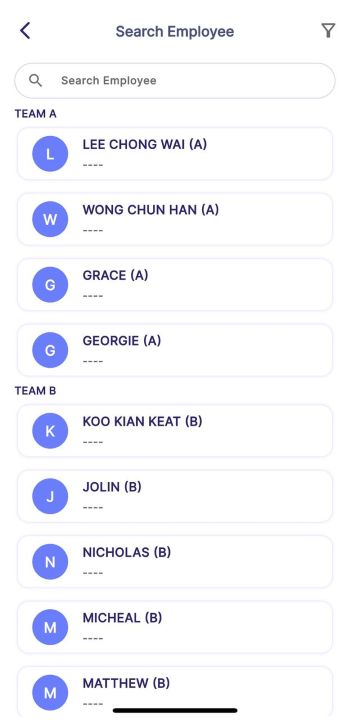 Search Employee
Search Employee
TEAM A
L
LEE CHONG WAI (A)
----
W
WONG CHUN HAN (A)
----
G
GRACE (A)
----
G
GEORGIE (A)
----
TEAM B
K
KOO KIAN KEAT (B)
----
J
JOLIN (B)
----
N
NICHOLAS (B)
----
M
MICHEAL (B)
----
M
MATTHEW (B)
----